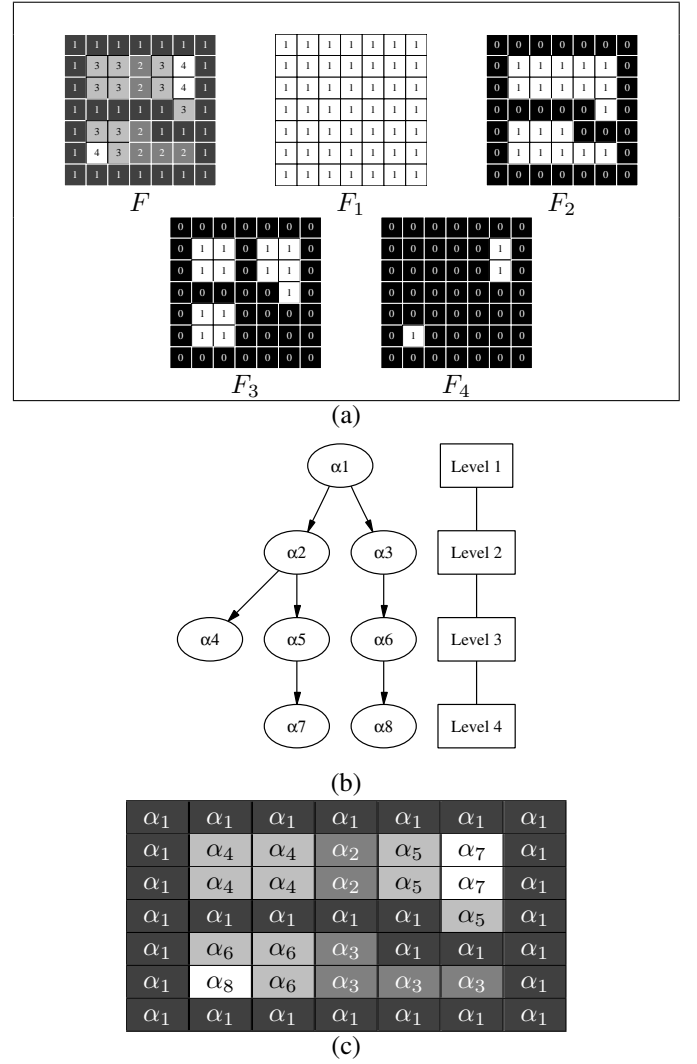 1 1 1 1 1 1 1 1 1 1 1 1 1 1 0 0 0 0 0 0 0
1 3 3 2 3 4 1 1 1 1 1 1 1 1 0 1 1 1 1 1 0
1 3 3 2 3 4 1 1 1 1 1 1 1 1 0 1 1 1 1 1 0
1 1 1 1 1 3 1 1 1 1 1 1 1 1 0 0 0 0 0 1 0
1 3 3 2 1 1 1 1 1 1 1 1 1 1 0 1 1 1 0 0 0
1 4 3 2 2 2 1 1 1 1 1 1 1 1 0 1 1 1 1 1 0
1 1 1 1 1 1 1 1 1 1 1 1 1 1 0 0 0 0 0 0 0
F F₁ F₂
0 0 0 0 0 0 0 0 0 0 0 0 0 0
0 1 1 0 1 1 0 0 0 0 0 0 1 0
0 1 1 0 1 1 0 0 0 0 0 0 1 0
0 0 0 0 0 1 0 0 0 0 0 0 0 0
0 1 1 0 0 0 0 0 0 0 0 0 0 0
0 1 1 0 0 0 0 0 1 0 0 0 0 0
0 0 0 0 0 0 0 0 0 0 0 0 0 0
F₃ F₄
(a)
α1 Level 1
α2 α3 Level 2
α4 α5 α6 Level 3
α7 α8 Level 4
(b)
α₁ α₁ α₁ α₁ α₁ α₁ α₁
α₁ α₄ α₄ α₂ α₅ α₇ α₁
α₁ α₄ α₄ α₂ α₅ α₇ α₁
α₁ α₁ α₁ α₁ α₁ α₅ α₁
α₁ α₆ α₆ α₃ α₁ α₁ α₁
α₁ α₈ α₆ α₃ α₃ α₃ α₁
α₁ α₁ α₁ α₁ α₁ α₁ α₁
(c)